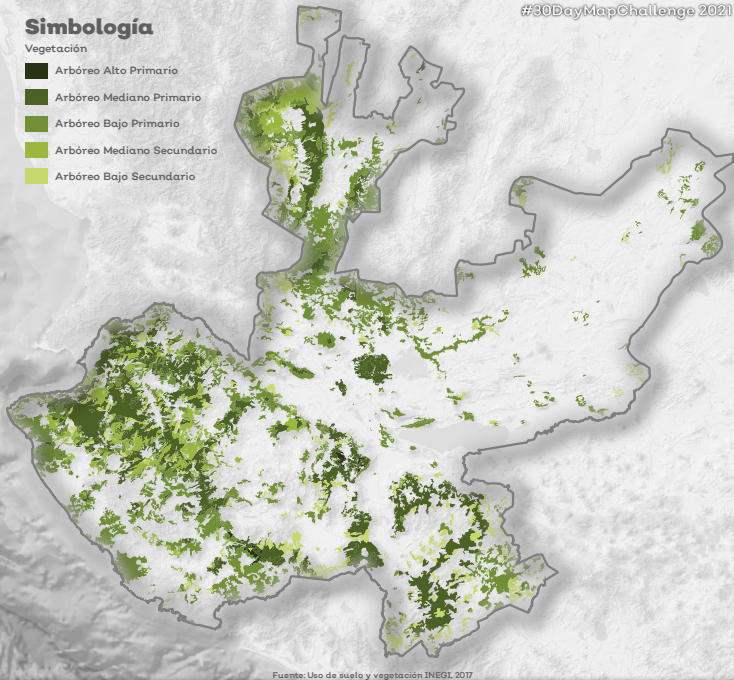 #30DayMapChallenge 2021
Simbología
Vegetación
Arbóreo Alto Primario
Arbóreo Mediano Primario
Arbóreo Bajo Primario
Arbóreo Mediano Secundario
Arbóreo Bajo Secundario
Fuente: Uso de suelo y vegetación INEGI, 2017